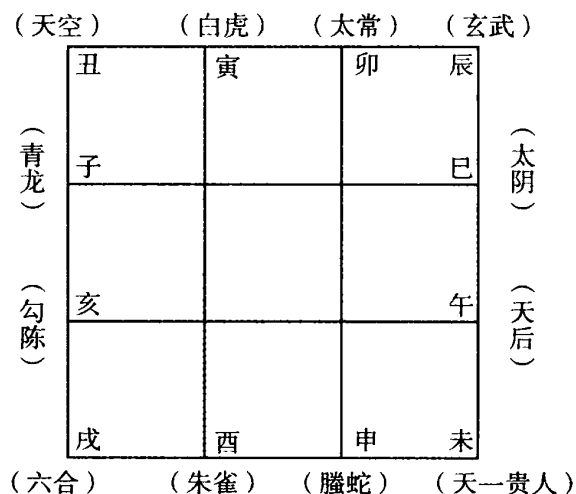 （天空） （白虎） （太常） （玄武）
丑 寅 卯 辰
（青龙） 子 巳 （太阴）
（勾陈） 亥 午 （天后）
戌 酉 申 未
（六合） （朱雀） （螣蛇） （天一贵人）